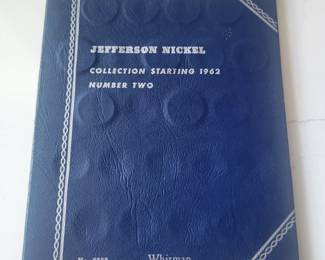 JEFFERSON NICKEL
COLLECTION STARTING 1962
NUMBER TWO
Whitman